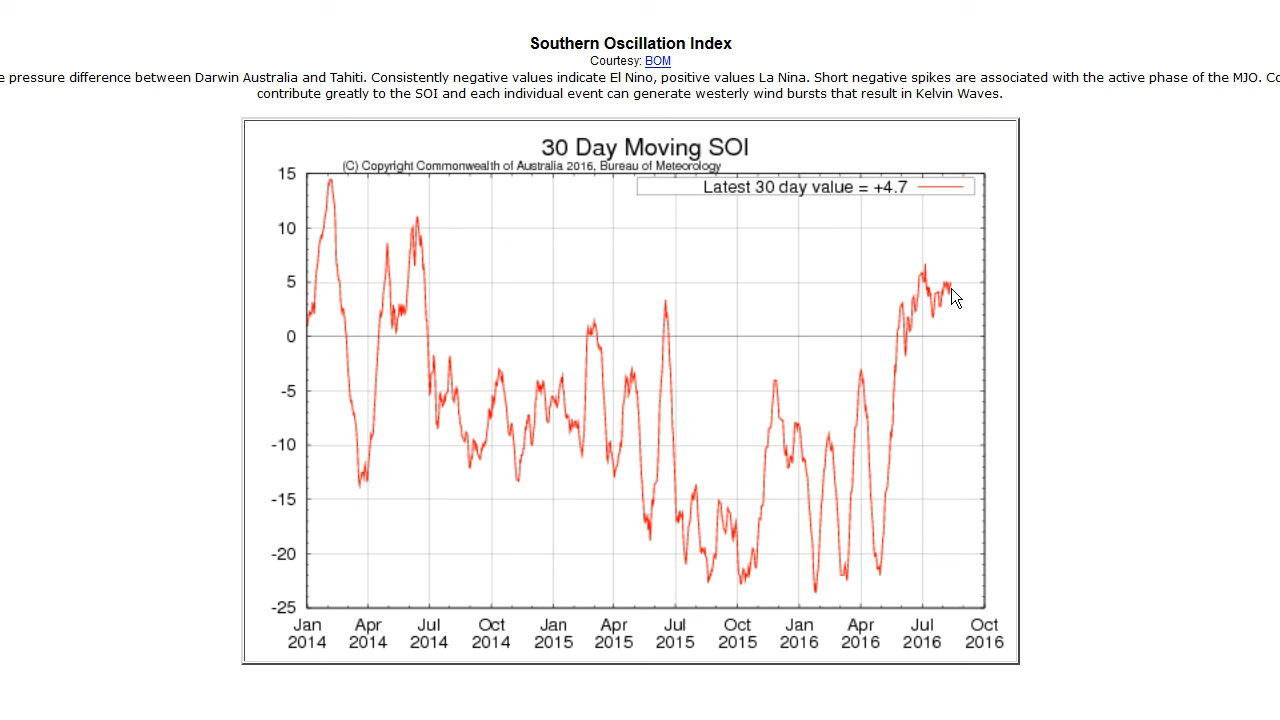 Southern Oscillation Index
Courtesy: BOM
e pressure difference between Darwin Australia and Tahiti. Consistently negative values indicate El Nino, positive values La Nina. Short negative spikes are associated with the active phase of the MJO. Co
contribute greatly to the SOI and each individual event can generate westerly wind bursts that result in Kelvin Waves.
30 Day Moving SOI
(C) Copyright Commonwealth of Australia 2016, Bureau of Meteorology
Latest 30 day value = +4.7
15
10
5
0
-5
-10
-15
-20
-25
Jan Apr Jul Oct Jan Apr Jul Oct Jan Apr Jul Oct
2014 2014 2014 2014 2015 2015 2015 2015 2016 2016 2016 2016